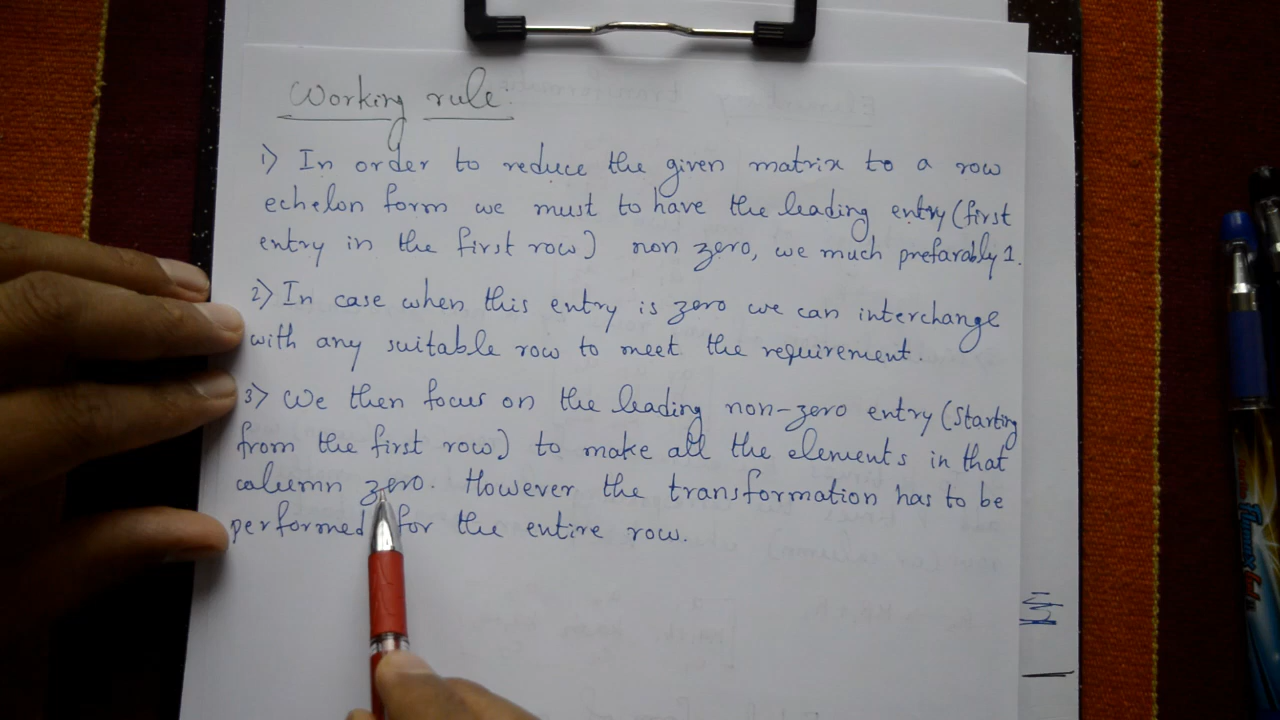 Working rule.
1) In order to reduce the given matrix to a row
echelon form we must to have the leading entry (first
entry in the first row) non zero, we much prefarably 1.
2) In case when this entry is zero we can interchange
with any suitable row to meet the requirement.
3) We then focus on the leading non-zero entry (starting
from the first row) to make all the elements in that
column zero. However the transformation has to be
performed for the entire row.